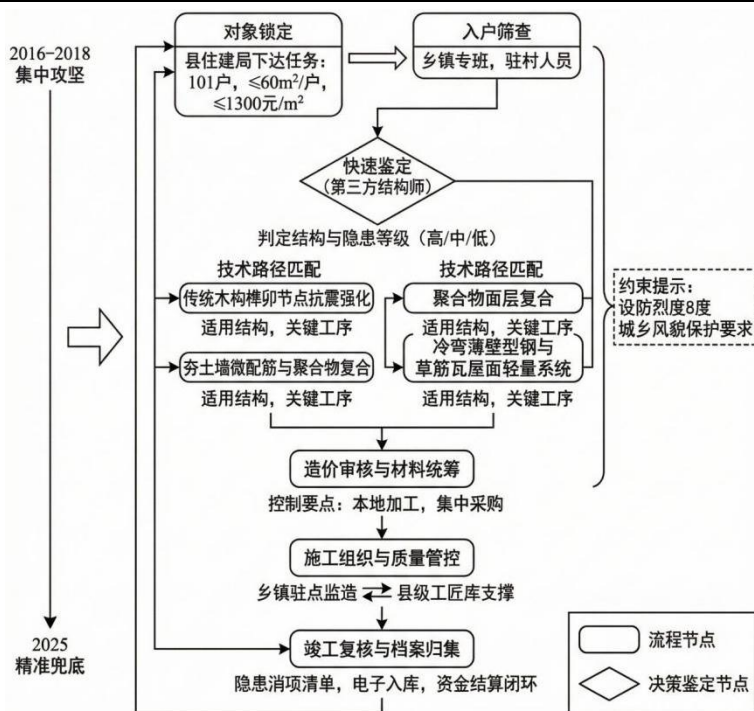 2016-2018
集中攻坚
对象锁定
县住建局下达任务：
101户，≤60m²/户，
≤1300元/m²
入户筛查
乡镇专班，驻村人员
快速鉴定
（第三方结构师）
判定结构与隐患等级（高/中/低）
技术路径匹配
传统木构榫卯节点抗震强化
适用结构，关键工序
夯土墙微配筋与聚合物复合
适用结构，关键工序
技术路径匹配
聚合物面层复合
适用结构，关键工序
冷弯薄壁型钢与
草筋瓦屋面轻量系统
适用结构，关键工序
约束提示：
设防烈度8度
城乡风貌保护要求
造价审核与材料统筹
控制要点：本地加工，集中采购
施工组织与质量管控
乡镇驻点监造
县级工匠库支撑
竣工复核与档案归集
隐患消项清单，电子入库，资金结算闭环
2025
精准兜底
流程节点
决策鉴定节点